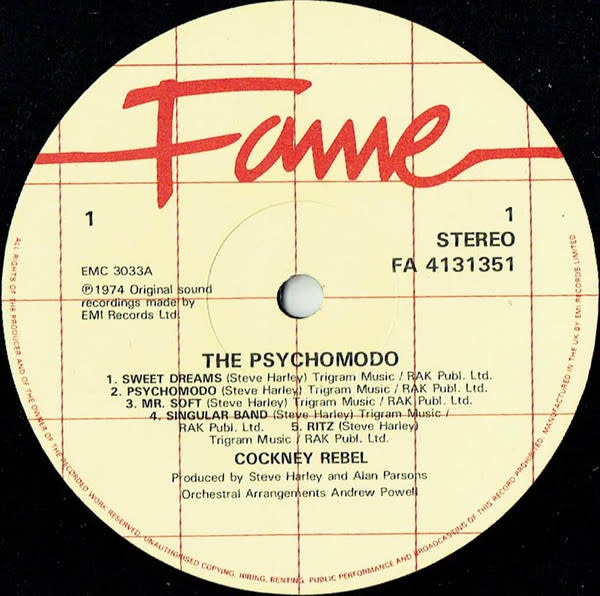 Fame
1
1
STEREO
FA 4131351
EMC 3033A
℗1974 Original sound
recordings made by
EMI Records Ltd.
THE PSYCHOMODO
1. SWEET DREAMS (Steve Harley) Trigram Music / RAK Publ. Ltd.
2. PSYCHOMODO (Steve Harley) Trigram Music / RAK Publ. Ltd.
3. MR. SOFT (Steve Harley) Trigram Music / RAK Publ. Ltd.
4. SINGULAR BAND (Steve Harley) Trigram Music /
RAK Publ. Ltd. 5. RITZ (Steve Harley)
Trigram Music / RAK Publ. Ltd.
COCKNEY REBEL
Produced by Steve Harley and Alan Parsons
Orchestral Arrangements Andrew Powell
ALL RIGHTS OF THE PRODUCER AND OF THE OWNER OF THE RECORDED WORK RESERVED. UNAUTHORISED COPYING, HIRING, RENTING, PUBLIC PERFORMANCE AND BROADCASTING OF THIS RECORD PROHIBITED. MANUFACTURED IN THE UK BY EMI RECORDS LIMITED.